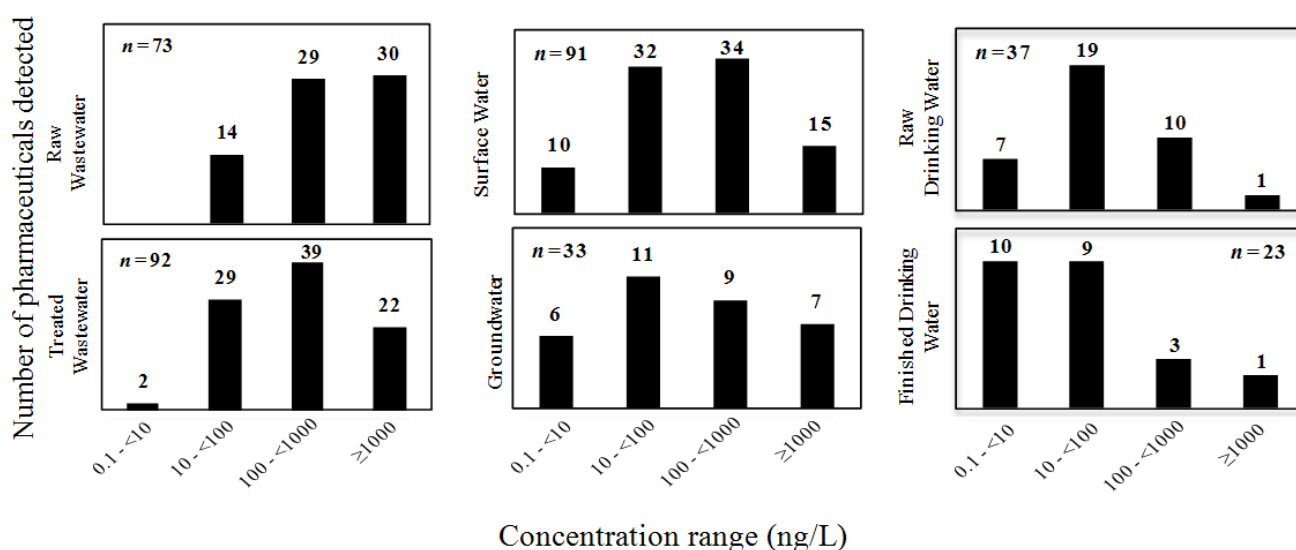 Number of pharmaceuticals detected
Raw
Wastewater
n = 73
14
29
30
Surface Water
n = 91
10
32
34
15
Raw
Drinking Water
n = 37
7
19
10
1
Treated
Wastewater
n = 92
2
29
39
22
Groundwater
n = 33
6
11
9
7
Finished Drinking
Water
n = 23
10
9
3
1
0.1 - <10
10 - <100
100 - <1000
≥1000
0.1 - <10
10 - <100
100 - <1000
≥1000
0.1 - <10
10 - <100
100 - <1000
≥1000
Concentration range (ng/L)